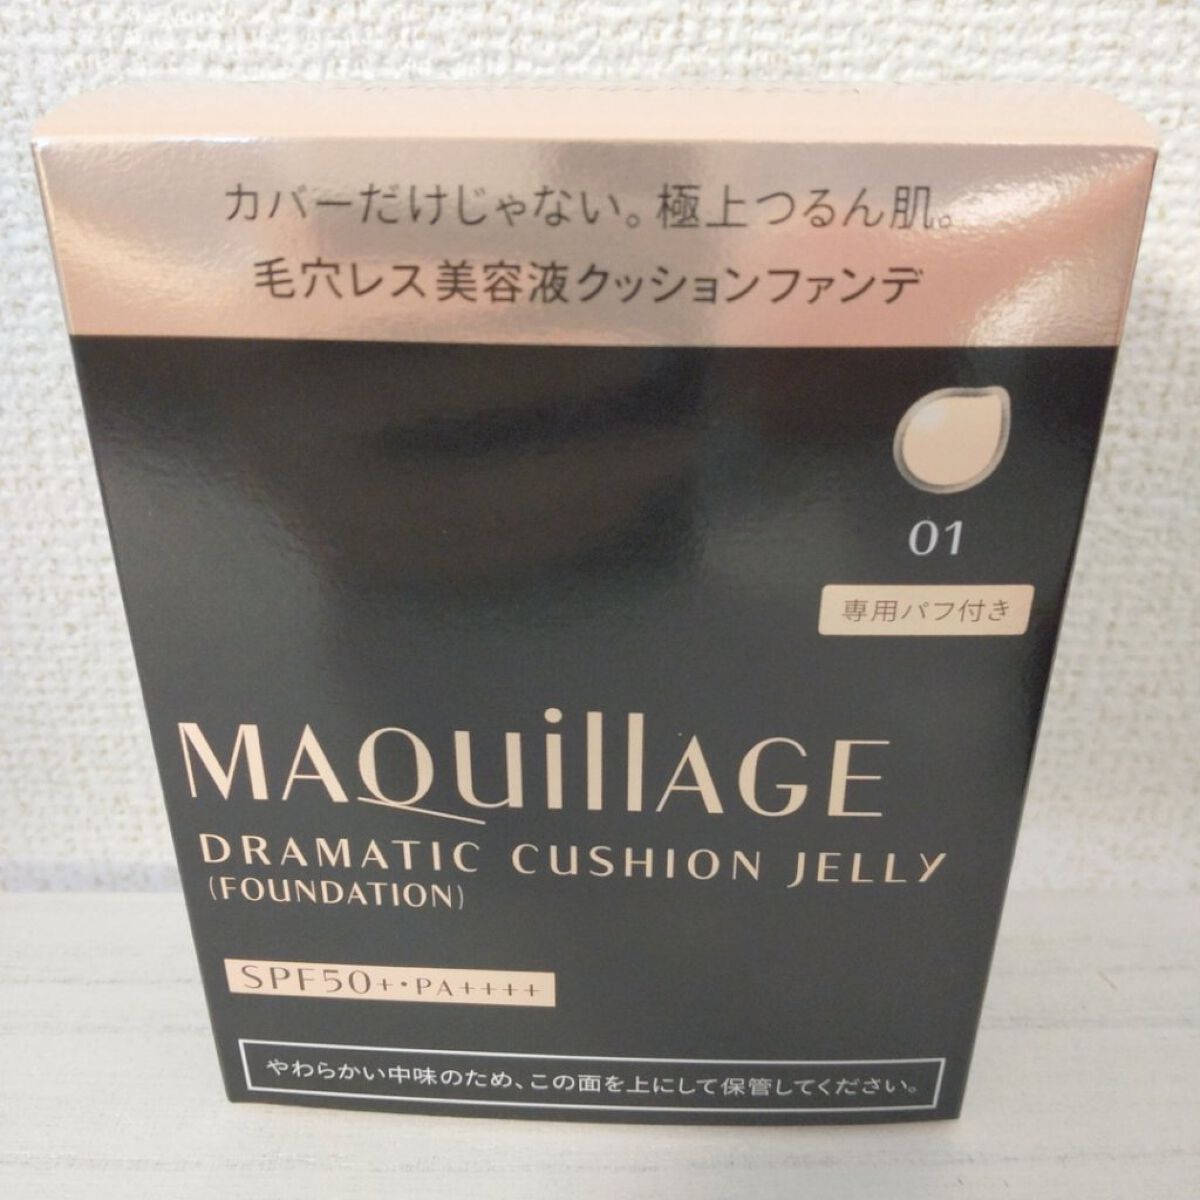 カバーだけじゃない。極上つるん肌。
毛穴レス美容液クッションファンデ
01
専用パフ付き
MAQuillAGE
DRAMATIC CUSHION JELLY
(FOUNDATION)
SPF50+・PA++++
やわらかい中味のため、この面を上にして保管してください。